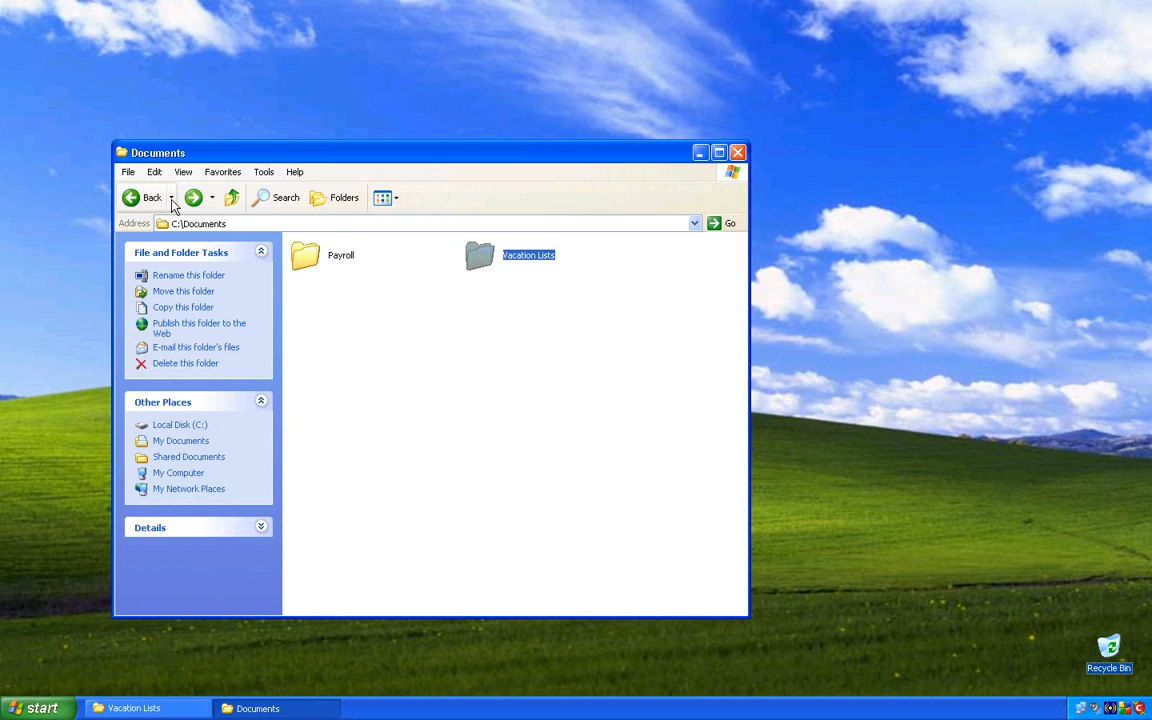 Documents
File Edit View Favorites Tools Help
Back Search Folders
Address C:\Documents Go
File and Folder Tasks
Rename this folder
Move this folder
Copy this folder
Publish this folder to the
Web
E-mail this folder's files
Delete this folder
Other Places
Local Disk (C:)
My Documents
Shared Documents
My Computer
My Network Places
Details
Payroll Vacation Lists
Recycle Bin
start Vacation Lists Documents